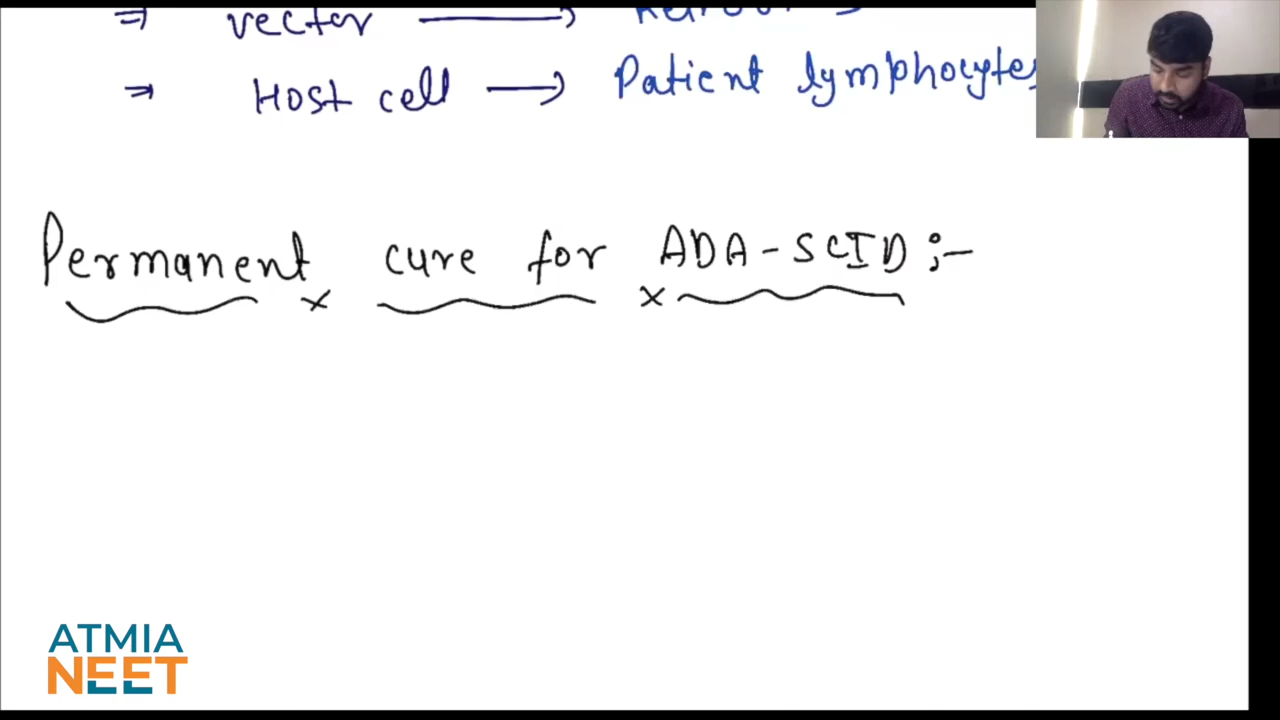 ⇒ vector ⟶
⇒ Host cell ⟶ Patient lymphocytes
Permanent cure for ADA-SCID :-
ATMIA
NEET